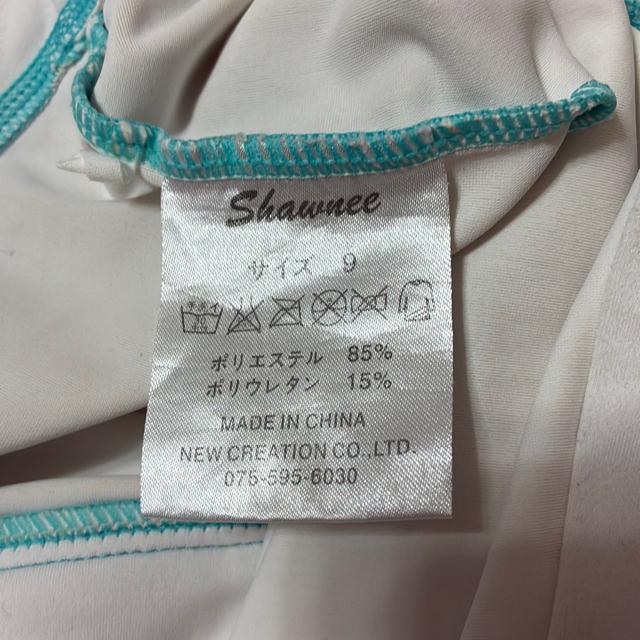 Shawnee
サイズ 9
ポリエステル 85%
ポリウレタン 15%
MADE IN CHINA
NEW CREATION CO.,LTD.
075-595-6030